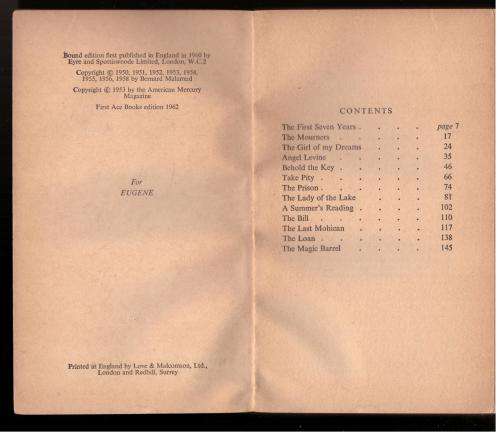 Bound edition first published in England in 1960 by
Eyre and Spottiswoode Limited, London, W.C.2
Copyright © 1950, 1951, 1952, 1953, 1954,
1955, 1956, 1958 by Bernard Malamud
Copyright © 1953 by the American Mercury
Magazine
First Ace Books edition 1962
For
EUGENE
Printed in England by Love & Malcomson, Ltd.,
London and Redhill, Surrey
CONTENTS
The First Seven Years . . . . page 7
The Mourners . . . . . 17
The Girl of my Dreams . . . . 24
Angel Levine . . . . . 35
Behold the Key . . . . . 46
Take Pity . . . . . . 66
The Prison . . . . . . 74
The Lady of the Lake . . . . 81
A Summer's Reading . . . . . 102
The Bill . . . . . . 110
The Last Mohican . . . . . 117
The Loan . . . . . . 138
The Magic Barrel . . . . . 145